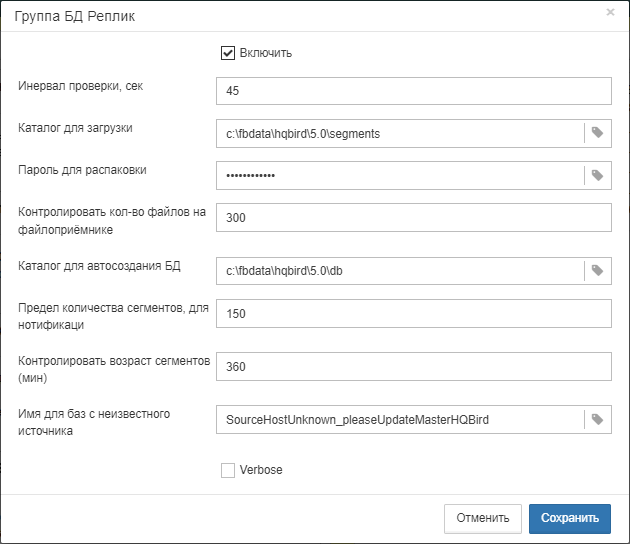 Группа БД Реплик
×
Включить
Инервал проверки, сек
45
Каталог для загрузки
c:\fbdata\hqbird\5.0\segments
Пароль для распаковки
••••••••••••
Контролировать кол-во файлов на
файлоприёмнике
300
Каталог для автосоздания БД
c:\fbdata\hqbird\5.0\db
Предел количества сегментов, для
нотификаци
150
Контролировать возраст сегментов
(мин)
360
Имя для баз с неизвестного
источника
SourceHostUnknown_pleaseUpdateMasterHQBird
Verbose
Отменить
Сохранить